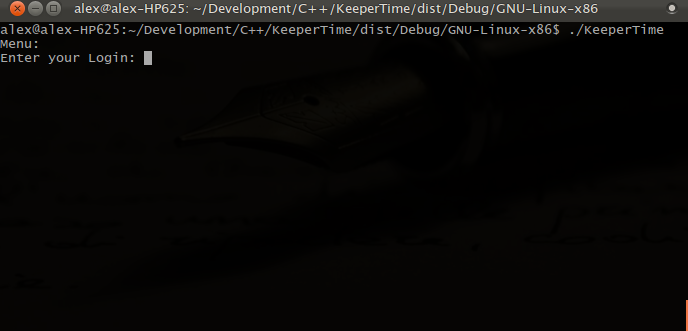 alex@alex-HP625: ~/Development/C++/KeeperTime/dist/Debug/GNU-Linux-x86
alex@alex-HP625:~/Development/C++/KeeperTime/dist/Debug/GNU-Linux-x86$ ./KeeperTime
Menu:
Enter your Login: